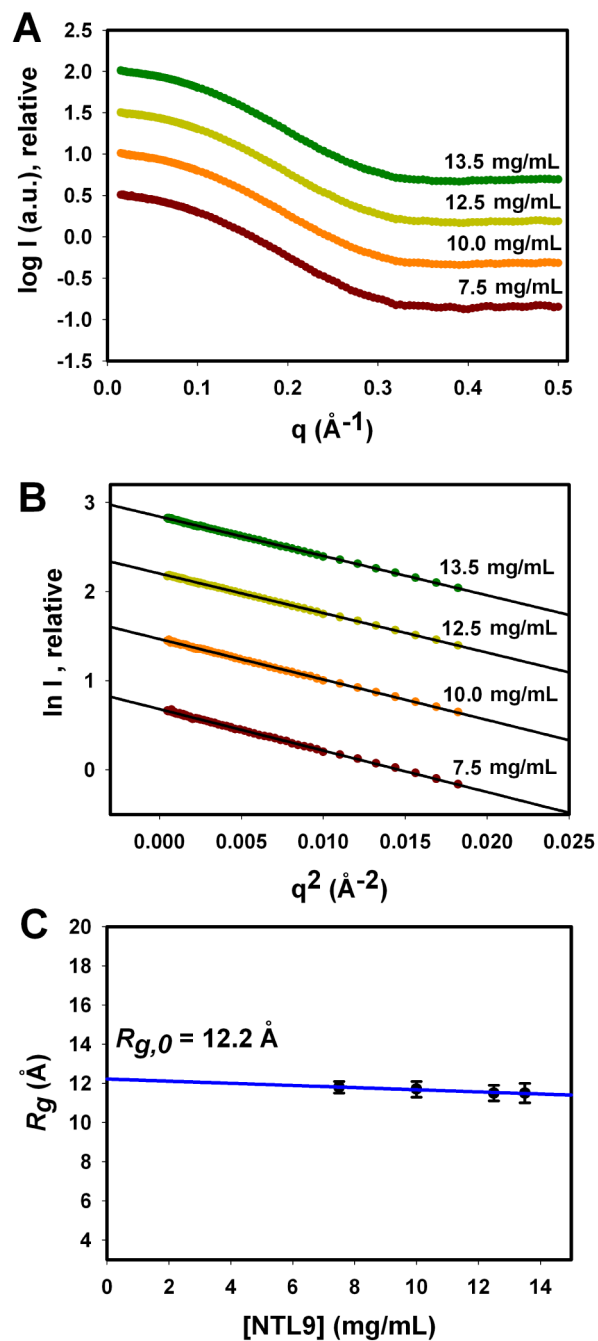 A
log I (a.u.), relative
2.5
2.0
1.5
1.0
0.5
0.0
-0.5
-1.0
-1.5
13.5 mg/mL
12.5 mg/mL
10.0 mg/mL
7.5 mg/mL
0.0 0.1 0.2 0.3 0.4 0.5
q (Å-1)
B
ln I , relative
3
2
1
0
13.5 mg/mL
12.5 mg/mL
10.0 mg/mL
7.5 mg/mL
0.000 0.005 0.010 0.015 0.020 0.025
q2 (Å-2)
C
Rg (Å)
20
18
16
14
12
10
8
6
4
Rg,0 = 12.2 Å
0 2 4 6 8 10 12 14
[NTL9] (mg/mL)